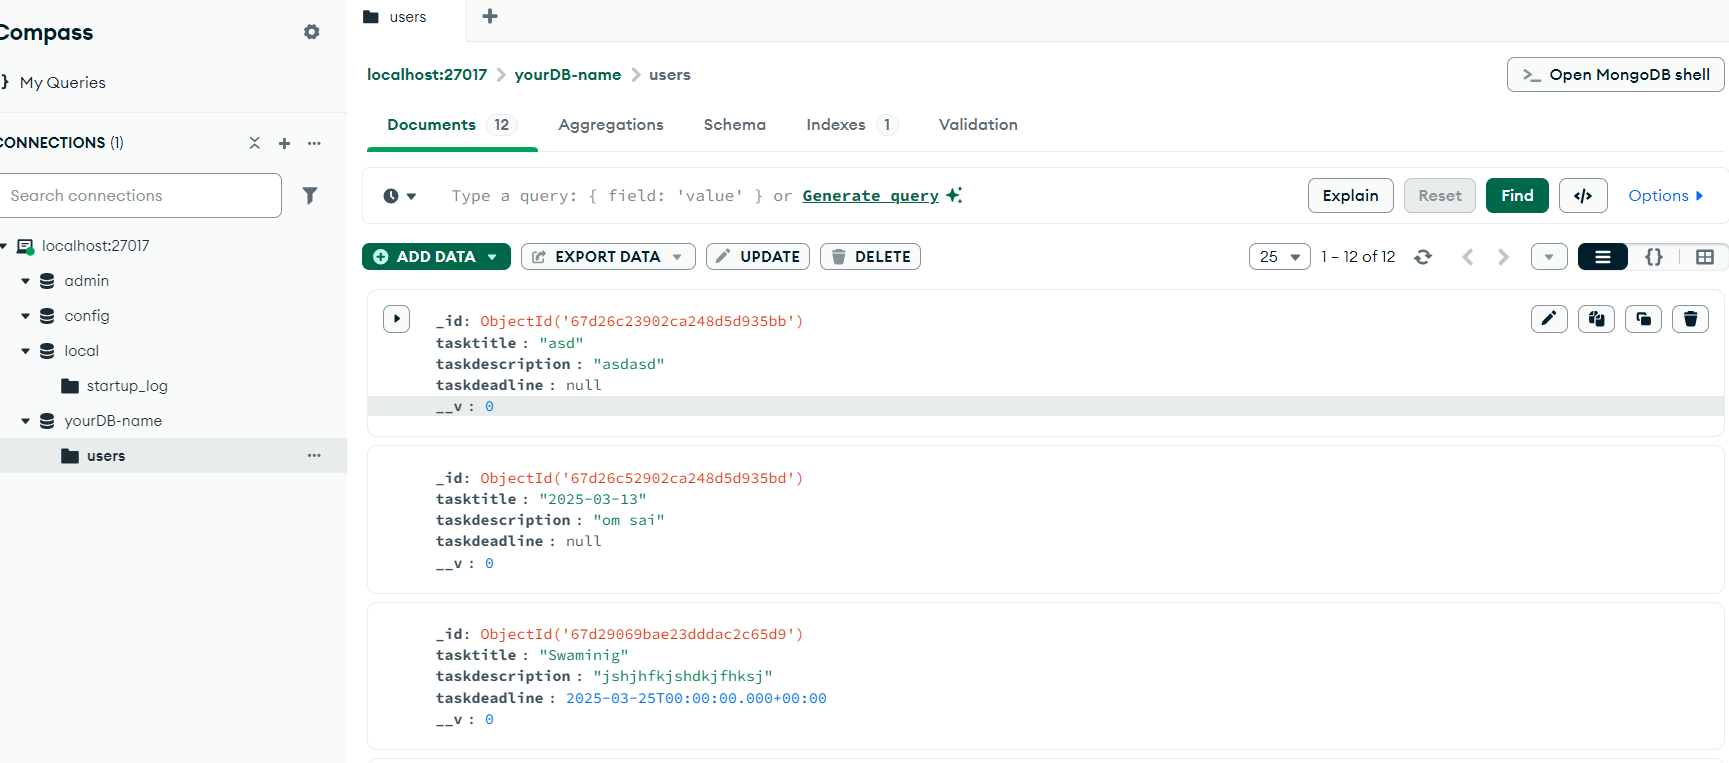 Compass
My Queries
CONNECTIONS (1)
Search connections
localhost:27017
admin
config
local
startup_log
yourDB-name
users
users
localhost:27017 > yourDB-name > users
>_ Open MongoDB shell
Documents 12 Aggregations Schema Indexes 1 Validation
Type a query: { field: 'value' } or Generate query
Explain Reset Find </> Options
ADD DATA EXPORT DATA UPDATE DELETE
25 1 – 12 of 12 {}
_id: ObjectId('67d26c23902ca248d5d935bb')
tasktitle : "asd"
taskdescription : "asdasd"
taskdeadline : null
__v : 0
_id: ObjectId('67d26c52902ca248d5d935bd')
tasktitle : "2025-03-13"
taskdescription : "om sai"
taskdeadline : null
__v : 0
_id: ObjectId('67d29069bae23dddac2c65d9')
tasktitle : "Swaminig"
taskdescription : "jshjhfkjshdkjfhksj"
taskdeadline : 2025-03-25T00:00:00.000+00:00
__v : 0